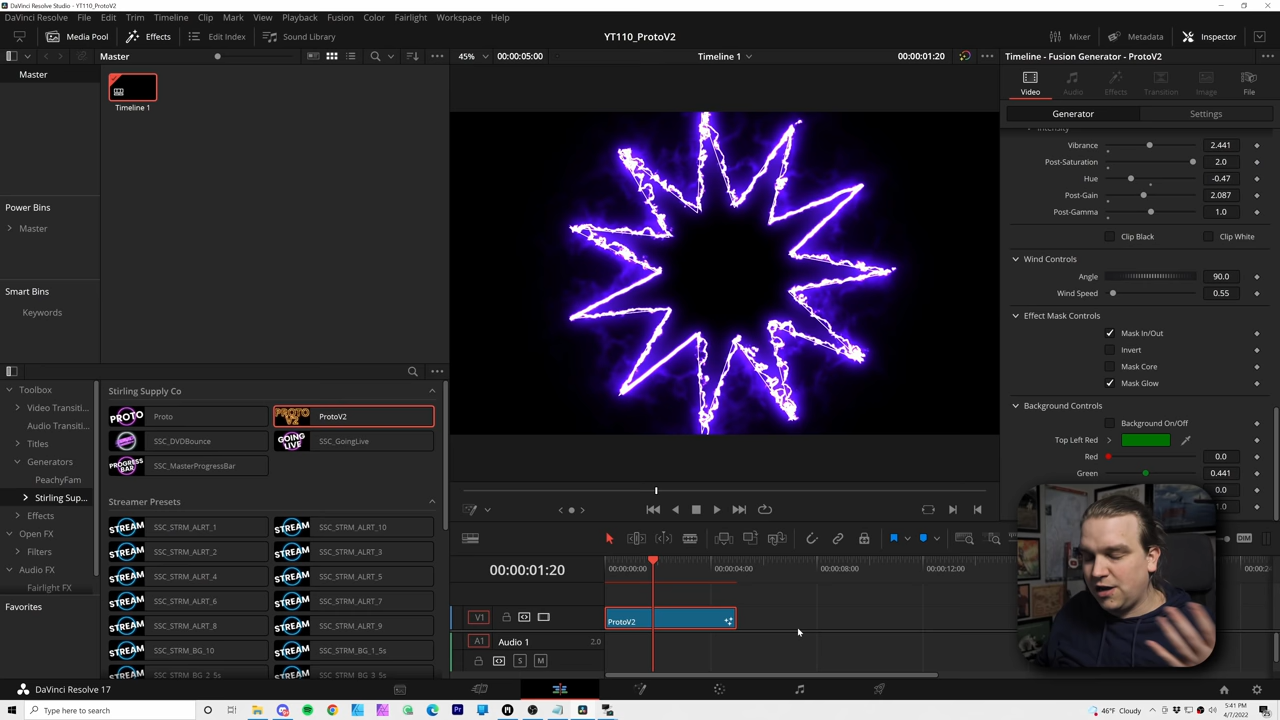 DaVinci Resolve Studio - YT110_ProtoV2
DaVinci Resolve File Edit Trim Timeline Clip Mark View Playback Fusion Color Fairlight Workspace Help
Media Pool Effects Edit Index Sound Library YT110_ProtoV2 Mixer Metadata Inspector
Master 45% 00:00:05:00 Timeline 1 00:00:01:20 Timeline - Fusion Generator - ProtoV2
Master
Timeline 1
Power Bins
Master
Smart Bins
Keywords
Video Audio Effects Transition Image File
Generator Settings
Intensity
Vibrance 2.441
Post-Saturation 2.0
Hue -0.47
Post-Gain 2.087
Post-Gamma 1.0
Clip Black Clip White
Wind Controls
Angle 90.0
Wind Speed 0.55
Effect Mask Controls
Mask In/Out
Invert
Mask Core
Mask Glow
Background Controls
Background On/Off
Top Left Red
Red 0.0
Green 0.441
0.0
1.0
Toolbox
Video Transiti...
Audio Transiti...
Titles
Generators
PeachyFam
Stirling Sup...
Effects
Open FX
Filters
Audio FX
Fairlight FX
Favorites
Stirling Supply Co
PROTO Proto PROTO V2 ProtoV2
SSC_DVDBounce GOING LIVE SSC_GoingLive
PROGRESS BAR SSC_MasterProgressBar
Streamer Presets
STREAM SSC_STRM_ALRT_1 STREAM SSC_STRM_ALRT_10
STREAM SSC_STRM_ALRT_2 STREAM SSC_STRM_ALRT_3
STREAM SSC_STRM_ALRT_4 STREAM SSC_STRM_ALRT_5
STREAM SSC_STRM_ALRT_6 STREAM SSC_STRM_ALRT_7
STREAM SSC_STRM_ALRT_8 STREAM SSC_STRM_ALRT_9
STREAM SSC_STRM_BG_10 STREAM SSC_STRM_BG_1_5s
STREAM SSC_STRM_BG_2_5s STREAM SSC_STRM_BG_3_5s
DIM
00:00:01:20 00:00:00:00 00:00:04:00 00:00:08:00 00:00:12:00
V1
ProtoV2
A1 Audio 1 2.0
S M
DaVinci Resolve 17
Type here to search
46°F Cloudy
5:41 PM
4/7/2022